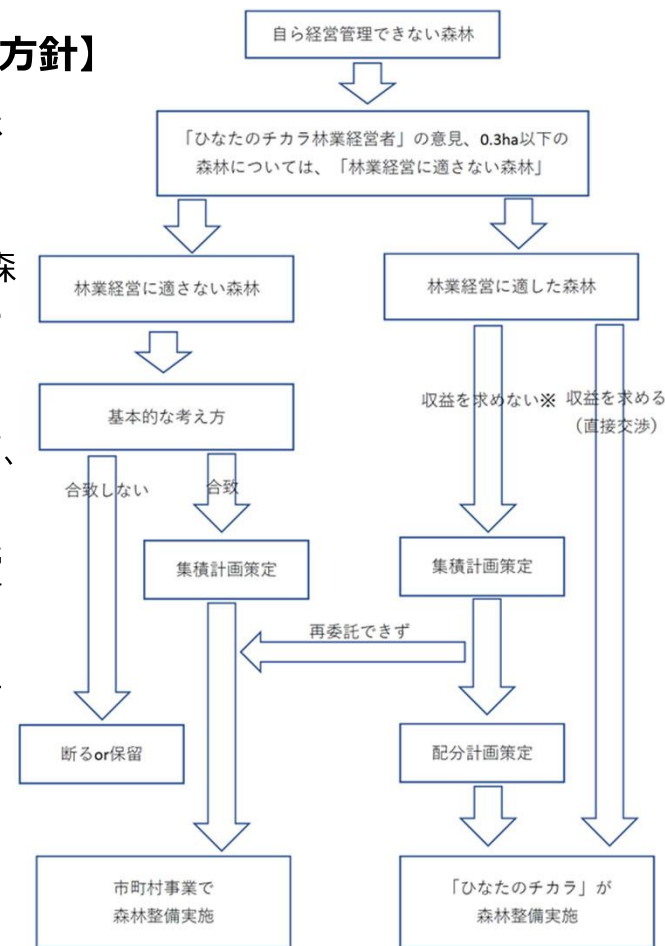 方針】
自ら経営管理できない森林
「ひなたのチカラ林業経営者」の意見、0.3ha以下の
森林については、「林業経営に適さない森林」
森
林業経営に適さない森林
林業経営に適した森林
基本的な考え方
収益を求めない※
収益を求める
（直接交渉）
、
合致しない
合致
集積計画策定
集積計画策定
再委託できず
断るor保留
配分計画策定
市町村事業で
森林整備実施
「ひなたのチカラ」が
森林整備実施